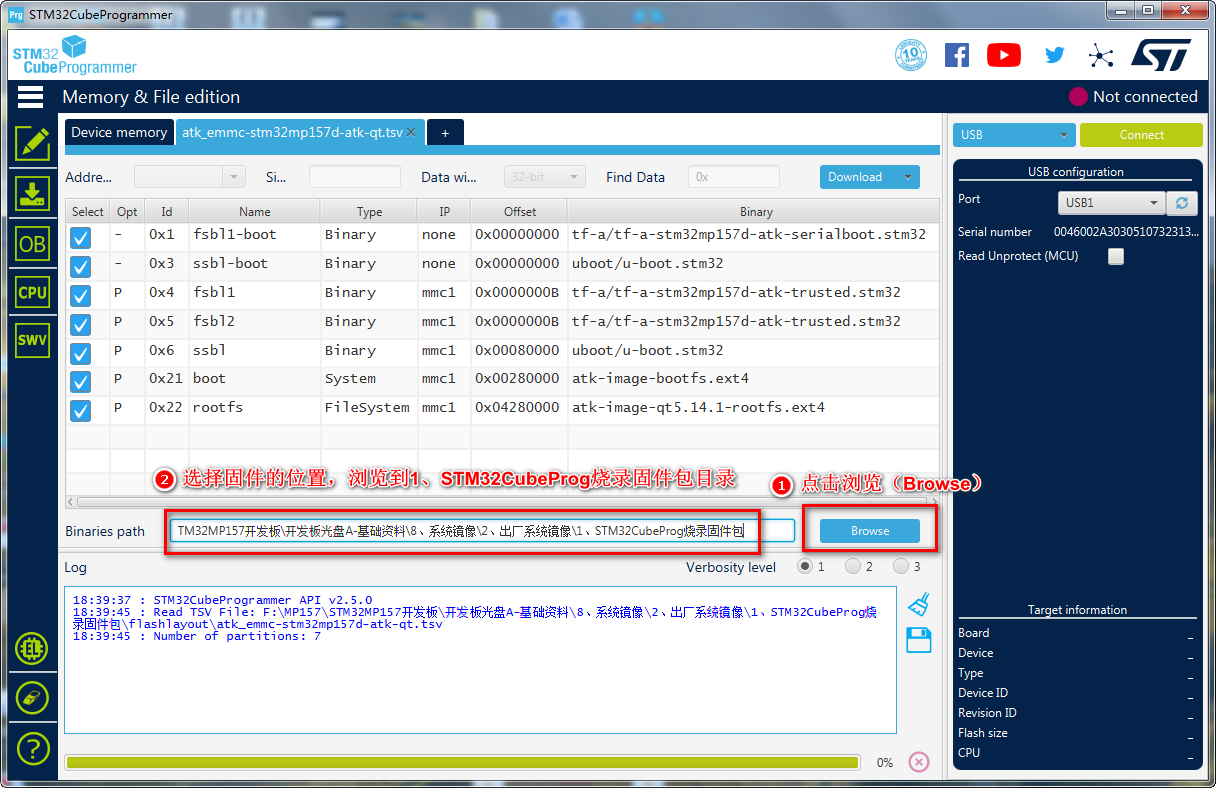 Prg STM32CubeProgrammer
STM32
CubeProgrammer
10
Memory & File edition
Not connected
Device memory
atk_emmc-stm32mp157d-atk-qt.tsv
+
USB
Connect
Addre...
Si...
Data wi...
32-bit
Find Data
0x
Download
USB configuration
Port
USB1
Serial number
0046002A3030510732313...
Read Unprotect (MCU)
Select Opt Id Name Type IP Offset Binary
- 0x1 fsbl1-boot Binary none 0x00000000 tf-a/tf-a-stm32mp157d-atk-serialboot.stm32
- 0x3 ssbl-boot Binary none 0x00000000 uboot/u-boot.stm32
P 0x4 fsbl1 Binary mmc1 0x0000000B tf-a/tf-a-stm32mp157d-atk-trusted.stm32
P 0x5 fsbl2 Binary mmc1 0x0000000B tf-a/tf-a-stm32mp157d-atk-trusted.stm32
P 0x6 ssbl Binary mmc1 0x00080000 uboot/u-boot.stm32
P 0x21 boot System mmc1 0x00280000 atk-image-bootfs.ext4
P 0x22 rootfs FileSystem mmc1 0x04280000 atk-image-qt5.14.1-rootfs.ext4
OB
CPU
SWV
2 选择固件的位置，浏览到1、STM32CubeProg烧录固件包目录
1 点击浏览（Browse）
Binaries path
TM32MP157开发板\开发板光盘A-基础资料\8、系统镜像\2、出厂系统镜像\1、STM32CubeProg烧录固件包
Browse
Log
Verbosity level
1
2
3
18:39:37 : STM32CubeProgrammer API v2.5.0
18:39:45 : Read TSV File: F:\MP157\STM32MP157开发板\开发板光盘A-基础资料\8、系统镜像\2、出厂系统镜像\1、STM32CubeProg烧
录固件包\flashlayout\atk_emmc-stm32mp157d-atk-qt.tsv
18:39:45 : Number of partitions: 7
0%
Target information
Board -
Device -
Type -
Device ID -
Revision ID -
Flash size -
CPU -